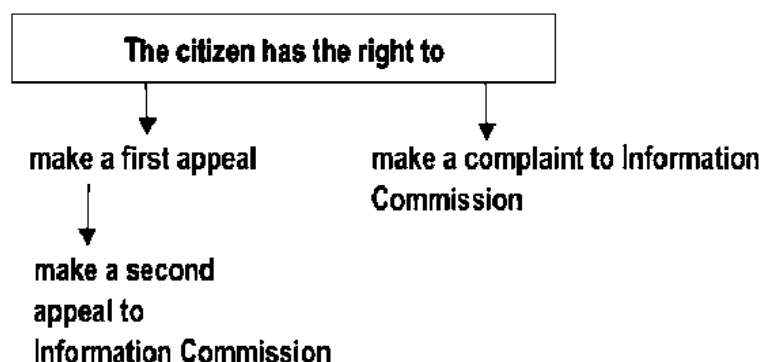 The citizen has the right to
make a first appeal
make a complaint to Information
Commission
make a second
appeal to
Information Commission